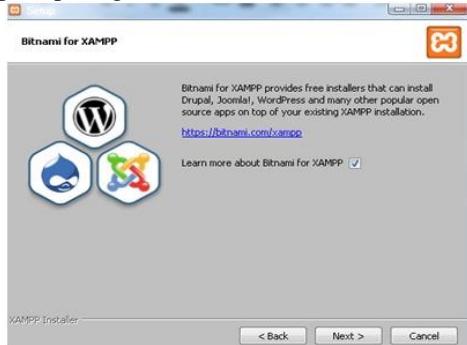 Setup
Bitnami for XAMPP
Bitnami for XAMPP provides free installers that can install
Drupal, Joomla!, WordPress and many other popular open
source apps on top of your existing XAMPP installation.
https://bitnami.com/xampp
Learn more about Bitnami for XAMPP
XAMPP Installer
< Back Next > Cancel